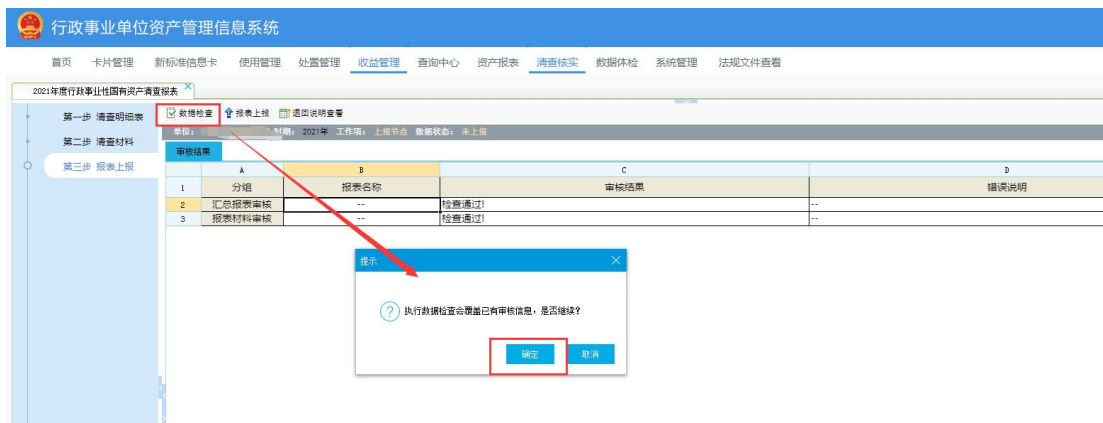 行政事业单位资产管理信息系统
首页 卡片管理 新标准信息卡 使用管理 处置管理 收益管理 查询中心 资产报表 清查核实 数据体检 系统管理 法规文件查看
2021年度行政事业性国有资产清查报表
第一步 清查明细表
第二步 清查材料
第三步 报表上报
数据检查 报表上报 退回说明查看
单位: 时期: 2021年 工作项: 上报节点 数据状态: 未上报
审核结果
A B C D
1 分组 报表名称 审核结果 错误说明
2 汇总报表审核 -- 检查通过! --
3 报表材料审核 -- 检查通过! --
提示
执行数据检查会覆盖已有审核信息，是否继续?
确定 取消